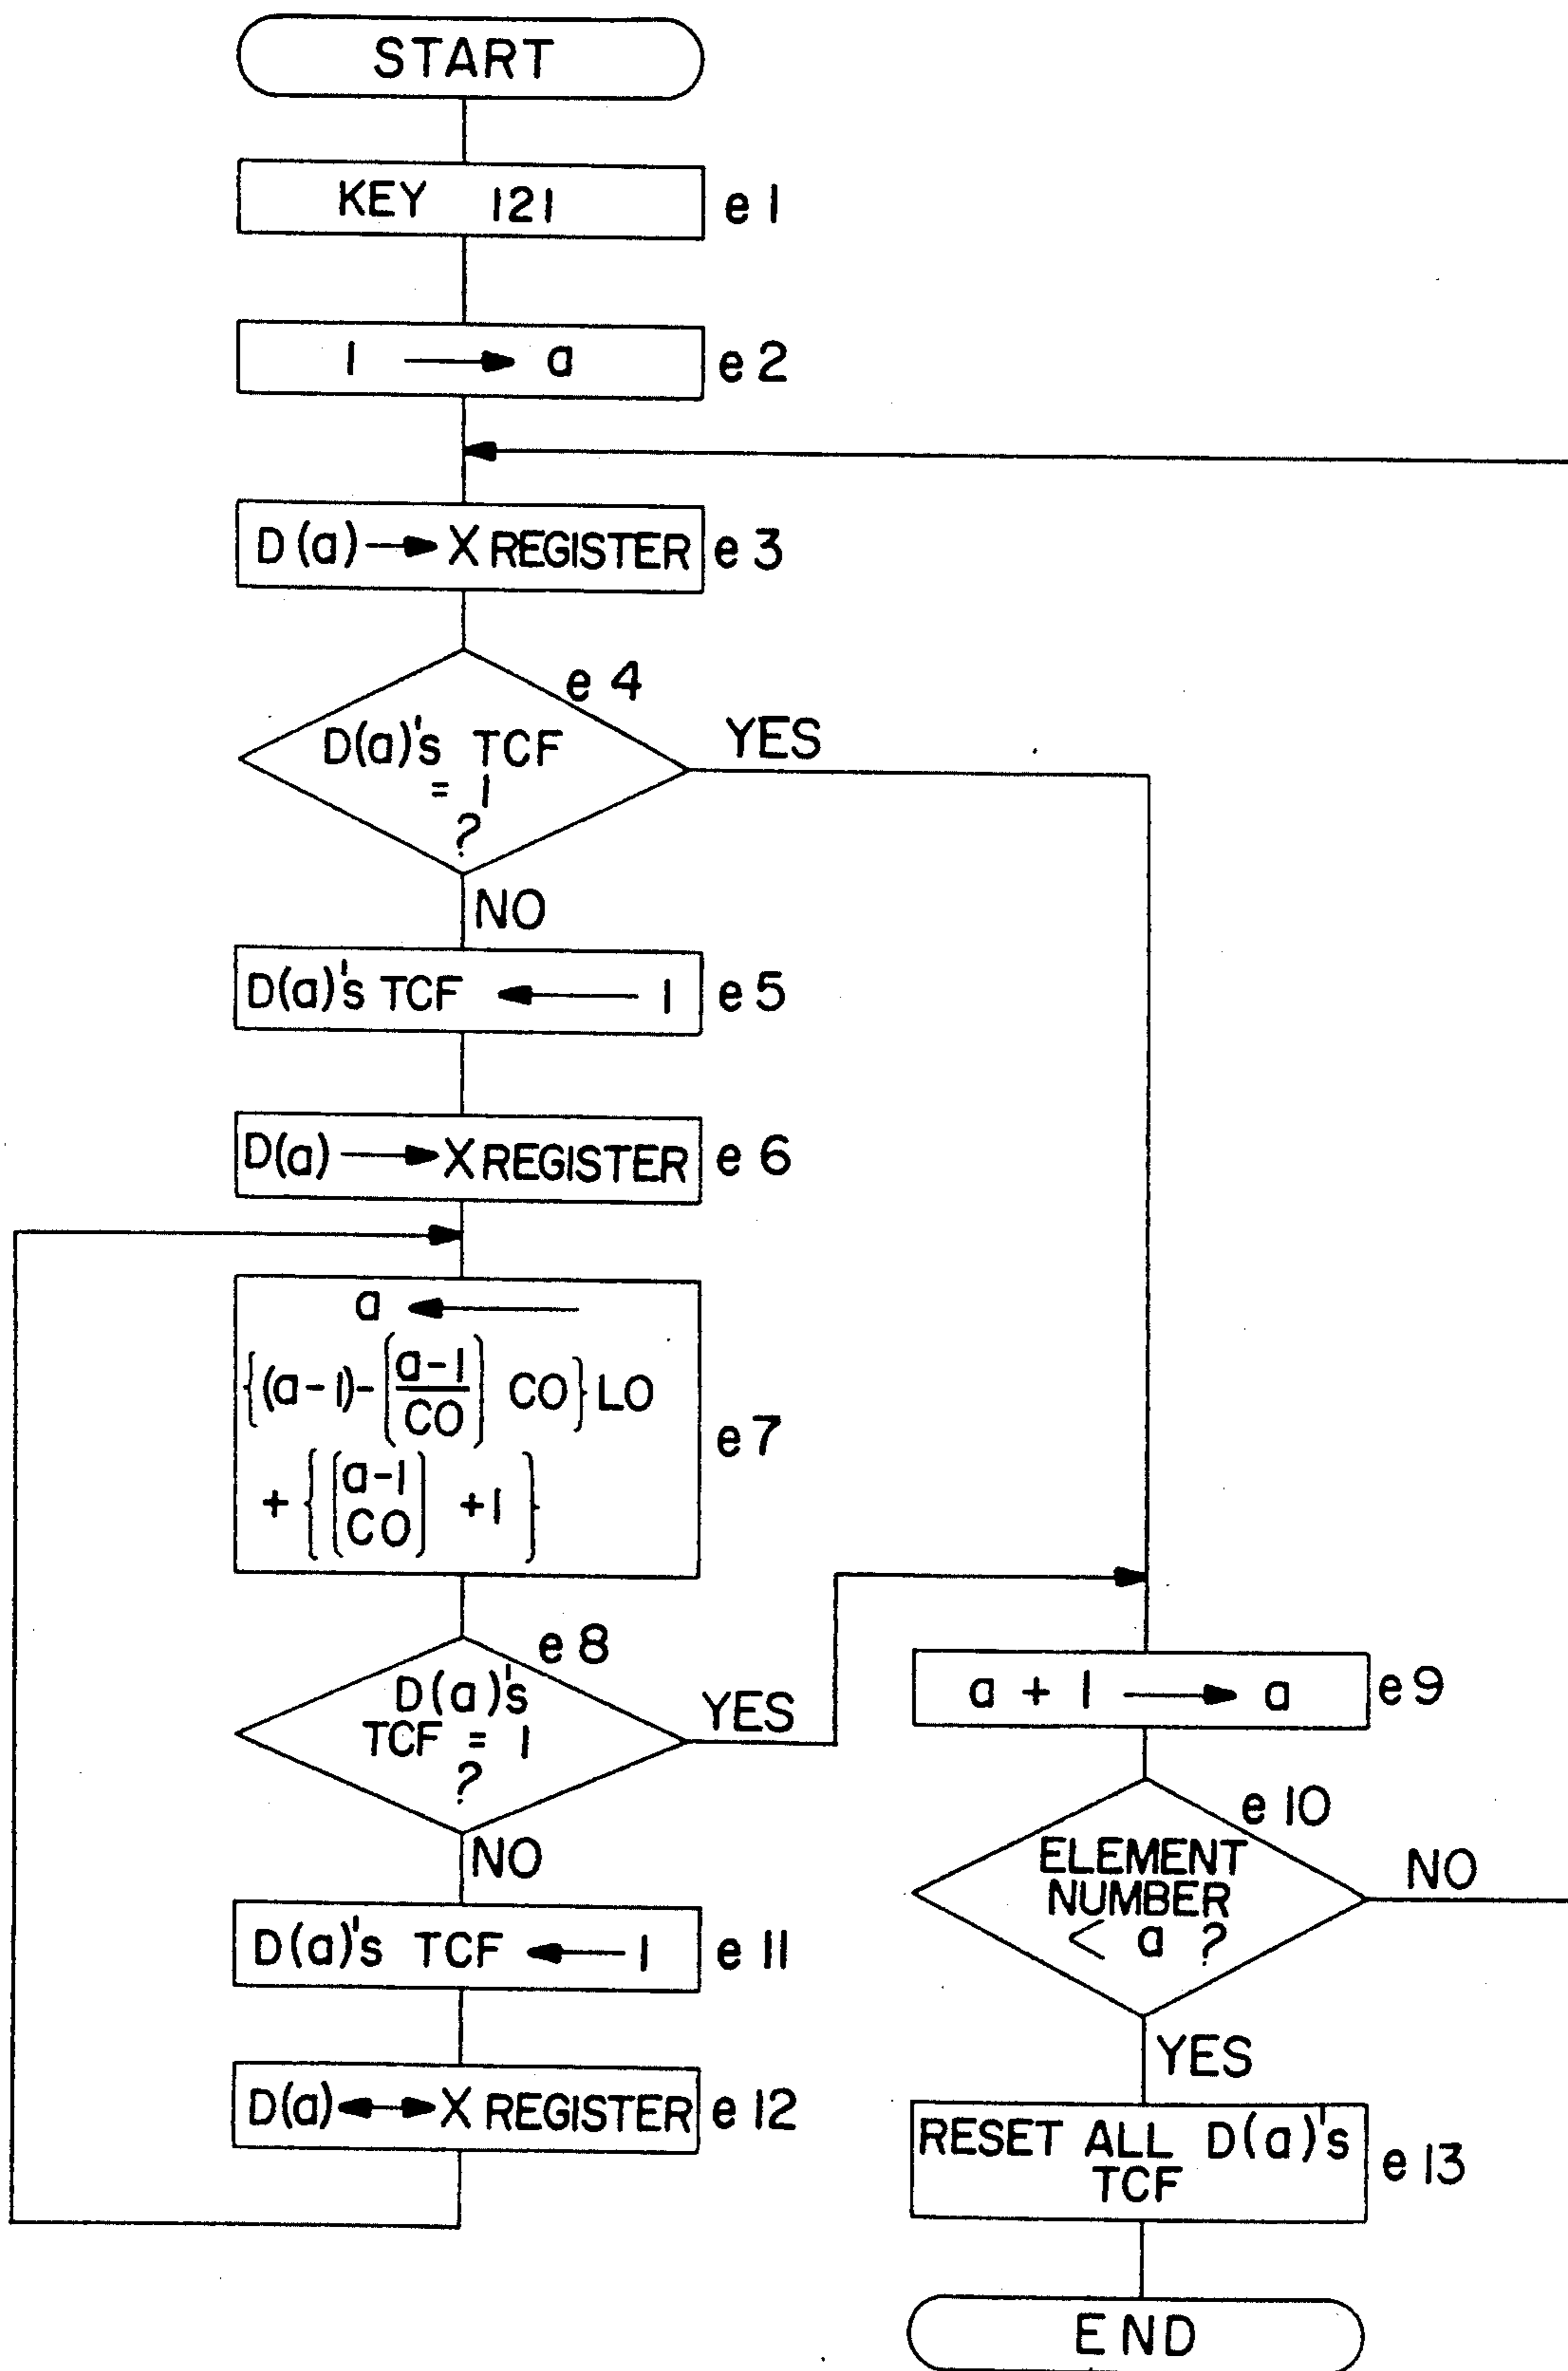 START
KEY 121 e1
1 → a e2
D(a) → X REGISTER e3
e4
D(a)'s TCF
= 1
?
YES
NO
D(a)'s TCF ← 1 e5
D(a) → X REGISTER e6
a ←
{(a-1)-[a-1/CO] CO}LO
+ {[a-1 CO] +1}
e7
e8
D(a)'s
TCF = 1
?
YES
NO
D(a)'s TCF ← 1 e11
D(a) ↔ X REGISTER e12
a + 1 → a e9
e10
ELEMENT
NUMBER
< a ?
NO
YES
RESET ALL D(a)'s
TCF
e13
END